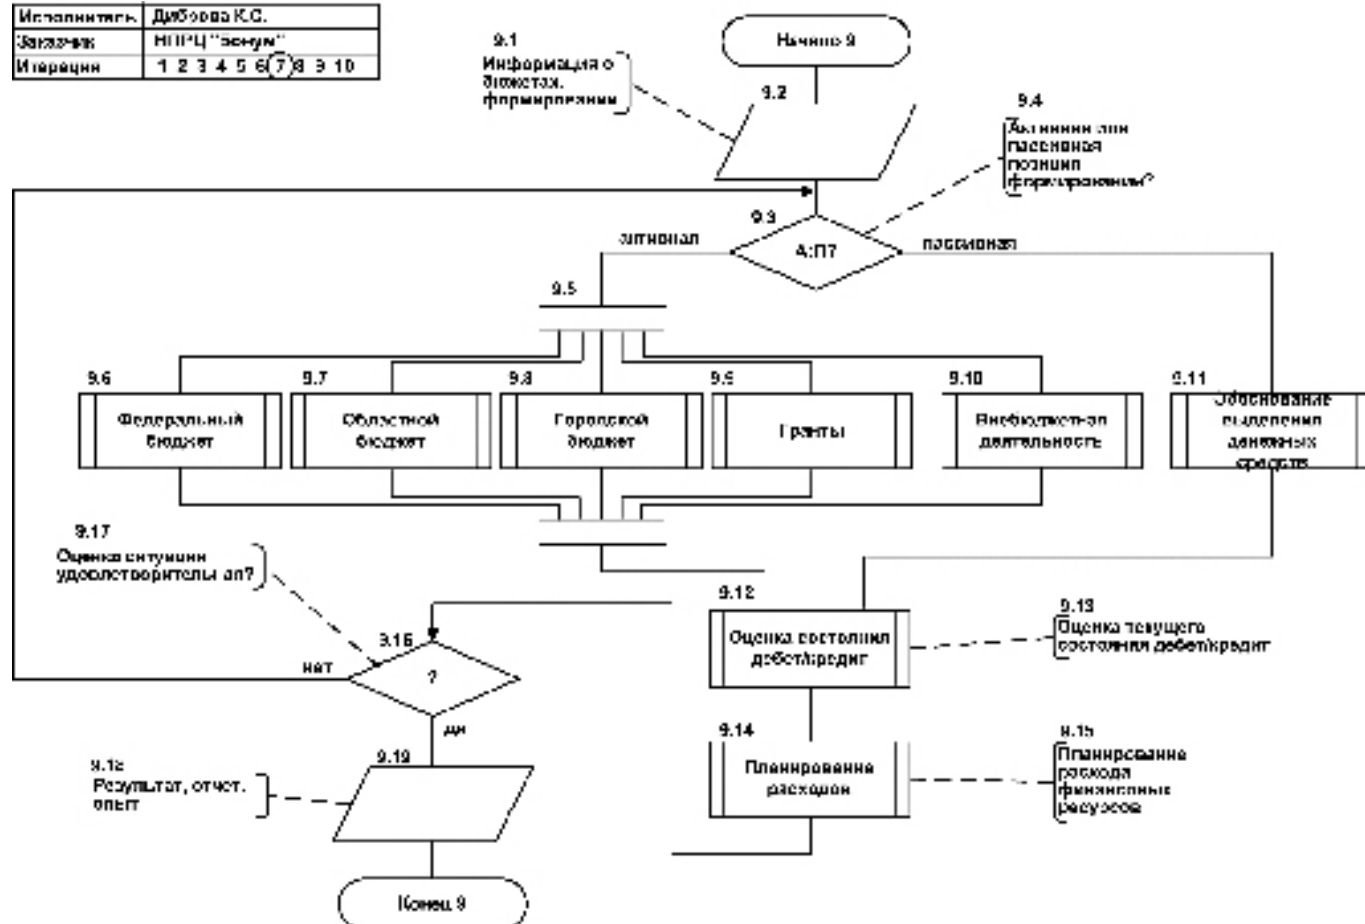 Исполнитель Диброва К.С.
Заказчик НПРЦ "Бонум"
Итерации 1 2 3 4 5 6 7 8 9 10
Начало 9
9.1
Информация о
бюжетах,
формировании
9.2
9.4
Активная или
пассивная
позиция
формирования?
9.3
А:П?
активная
пассивная
9.5
9.6
Федеральный
бюджет
9.7
Областной
бюджет
9.8
Городской
бюджет
9.9
Гранты
9.10
Внебюджетная
деятельность
9.11
Обоснование
выделения
денежных
средств
9.17
Оценка ситуации
удовлетворительная?
9.16
?
нет
да
9.12
Оценка состояния
дебет/кредит
9.13
Оценка текущего
состояния дебет/кредит
9.14
Планирование
расходов
9.15
Планирование
расхода
финансовых
ресурсов
9.19
Результат, отчет,
опыт
Конец 9